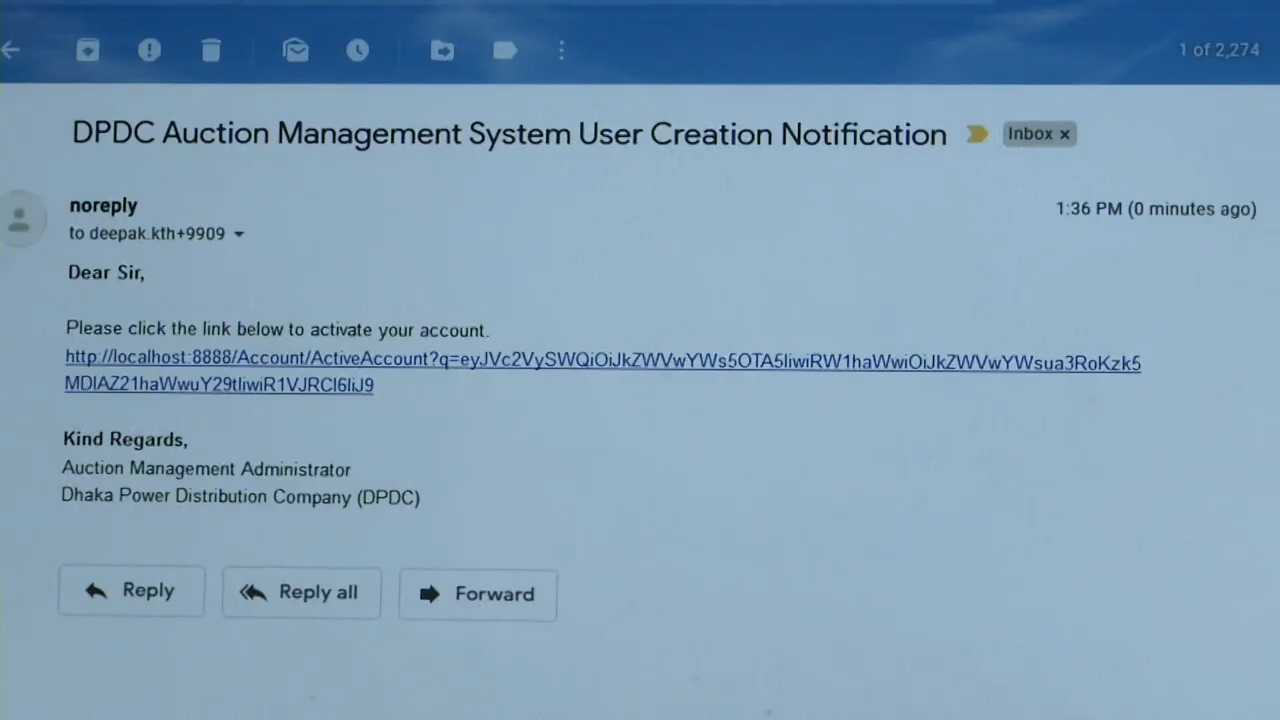 1 of 2,274
DPDC Auction Management System User Creation Notification Inbox ×
noreply 1:36 PM (0 minutes ago)
to deepak.kth+9909
Dear Sir,
Please click the link below to activate your account.
http://localhost:8888/Account/ActiveAccount?q=eyJVc2VySWQiOiJkZWVwYWs5OTA5IiwiRW1haWwiOiJkZWVwYWsua3RoKzk5
MDlAZ21haWwuY29tIiwiR1VJRCI6IiJ9
Kind Regards,
Auction Management Administrator
Dhaka Power Distribution Company (DPDC)
Reply Reply all Forward